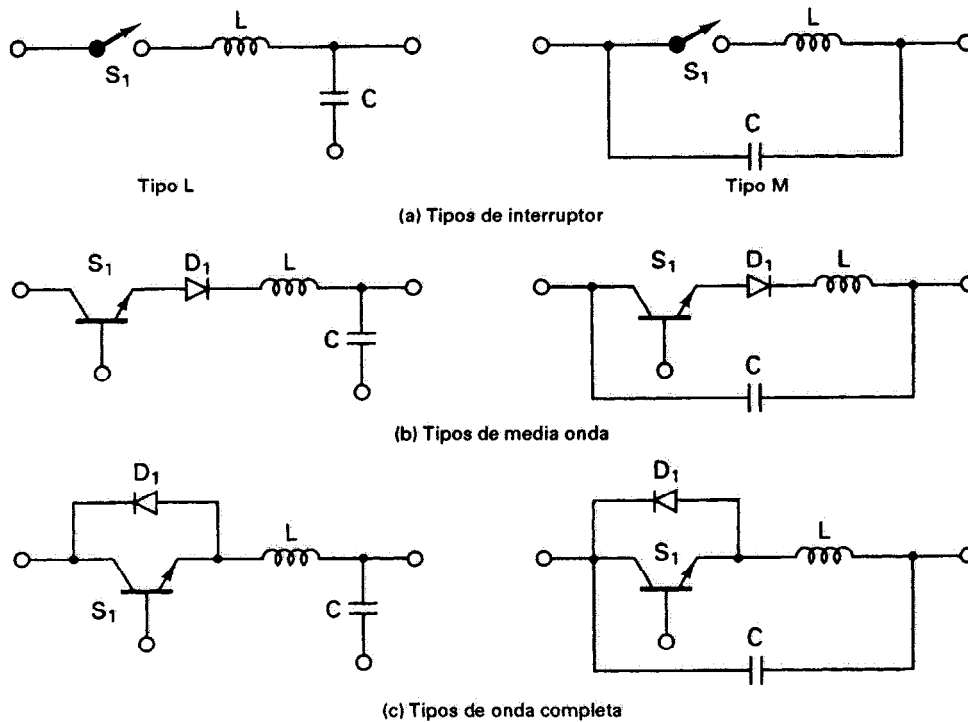 L
L
S₁
S₁
C
C
Tipo L
Tipo M
(a) Tipos de interruptor
S₁
D₁
L
S₁
D₁
L
C
C
(b) Tipos de media onda
D₁
D₁
L
S₁
L
S₁
C
C
(c) Tipos de onda completa